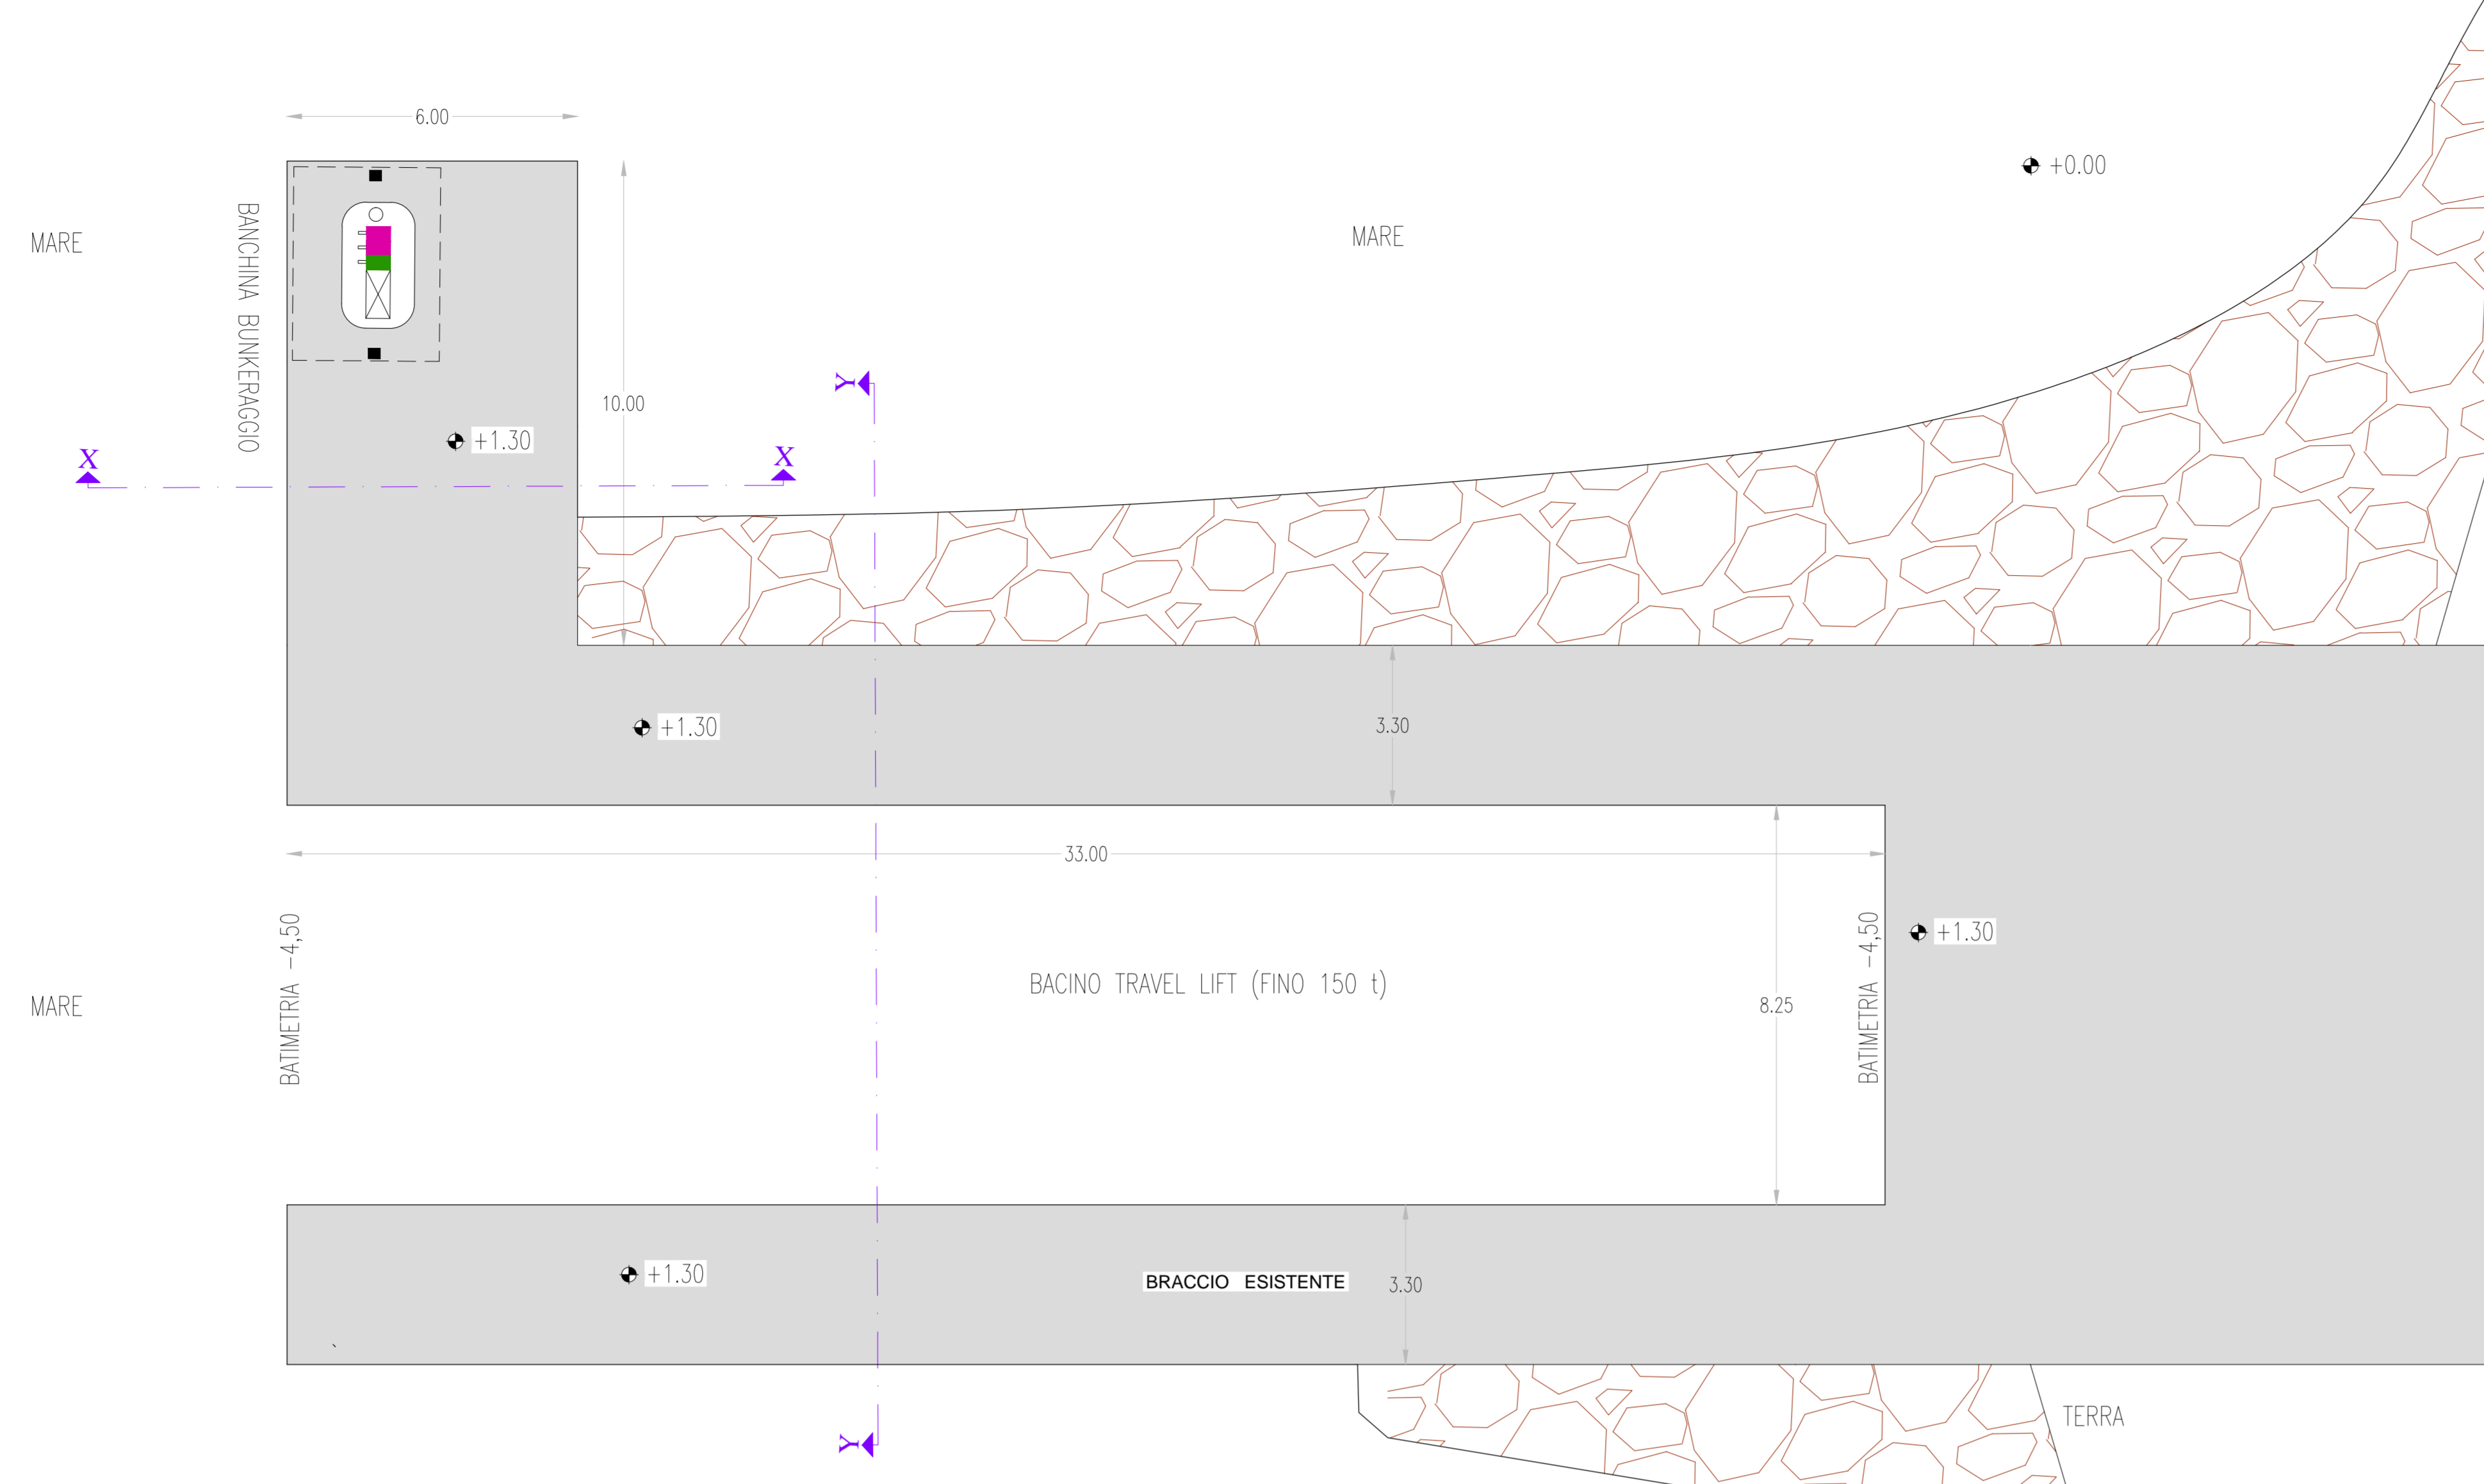 6.00
+0.00
MARE
MARE
BANCHINA BUNKERAGGIO
Y
10.00
+1.30
X
X
+1.30
3.30
33.00
BATIMETRIA -4,50
BATIMETRIA -4,50
+1.30
BACINO TRAVEL LIFT (FINO 150 t)
MARE
8.25
+1.30
BRACCIO ESISTENTE
3.30
TERRA
Y